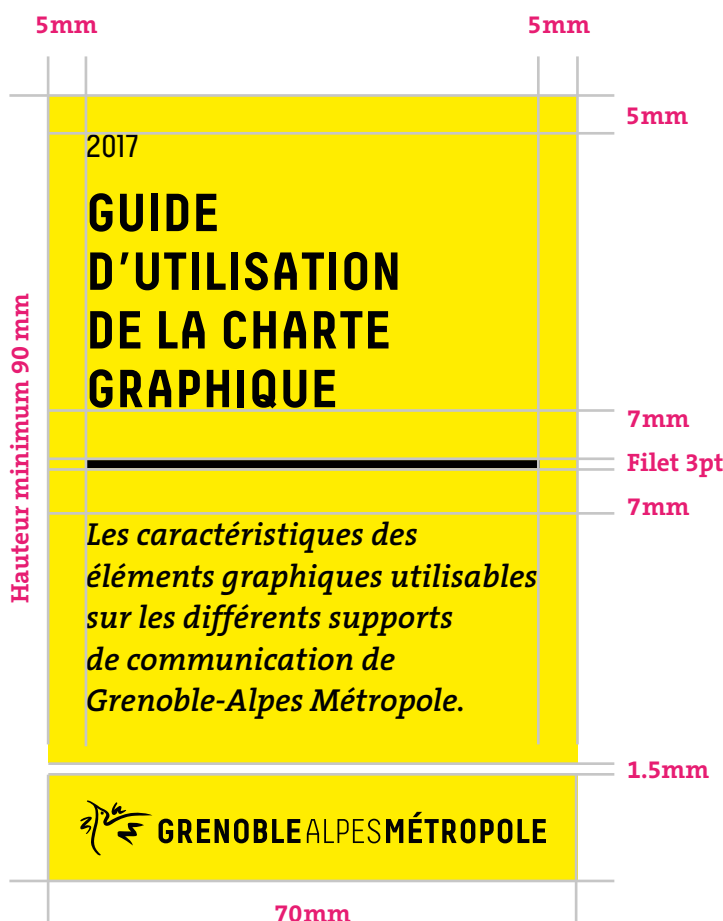 5mm 5mm
5mm
2017
GUIDE
D’UTILISATION
DE LA CHARTE
GRAPHIQUE
Hauteur minimum 90 mm
7mm
Filet 3pt
7mm
Les caractéristiques des
éléments graphiques utilisables
sur les différents supports
de communication de
Grenoble-Alpes Métropole.
1.5mm
GRENOBLEALPESMÉTROPOLE
70mm